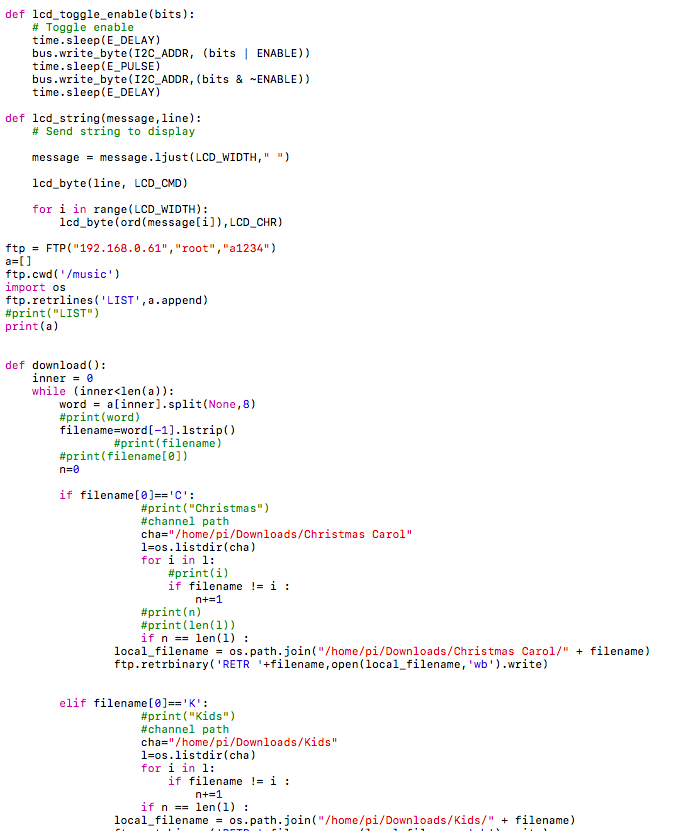 def lcd_toggle_enable(bits):
    # Toggle enable
    time.sleep(E_DELAY)
    bus.write_byte(I2C_ADDR, (bits | ENABLE))
    time.sleep(E_PULSE)
    bus.write_byte(I2C_ADDR,(bits & ~ENABLE))
    time.sleep(E_DELAY)

def lcd_string(message,line):
    # Send string to display

    message = message.ljust(LCD_WIDTH," ")

    lcd_byte(line, LCD_CMD)

    for i in range(LCD_WIDTH):
        lcd_byte(ord(message[i]),LCD_CHR)

ftp = FTP("192.168.0.61","root","a1234")
a=[]
ftp.cwd('/music')
import os
ftp.retrlines('LIST',a.append)
#print("LIST")
print(a)


def download():
    inner = 0
    while (inner<len(a)):
        word = a[inner].split(None,8)
        #print(word)
        filename=word[-1].lstrip()
                #print(filename)
        #print(filename[0])
        n=0

        if filename[0]=='C':
                    #print("Christmas")
                    #channel path
                    cha="/home/pi/Downloads/Christmas Carol"
                    l=os.listdir(cha)
                    for i in l:
                        #print(i)
                        if filename != i :
                            n+=1
                    #print(n)
                    #print(len(l))
                    if n == len(l) :
                local_filename = os.path.join("/home/pi/Downloads/Christmas Carol/" + filename)
                ftp.retrbinary('RETR '+filename,open(local_filename,'wb').write)


        elif filename[0]=='K':
                    #print("Kids")
                    #channel path
                    cha="/home/pi/Downloads/Kids"
                    l=os.listdir(cha)
                    for i in l:
                        if filename != i :
                            n+=1
                    if n == len(l) :
                local_filename = os.path.join("/home/pi/Downloads/Kids/" + filename)